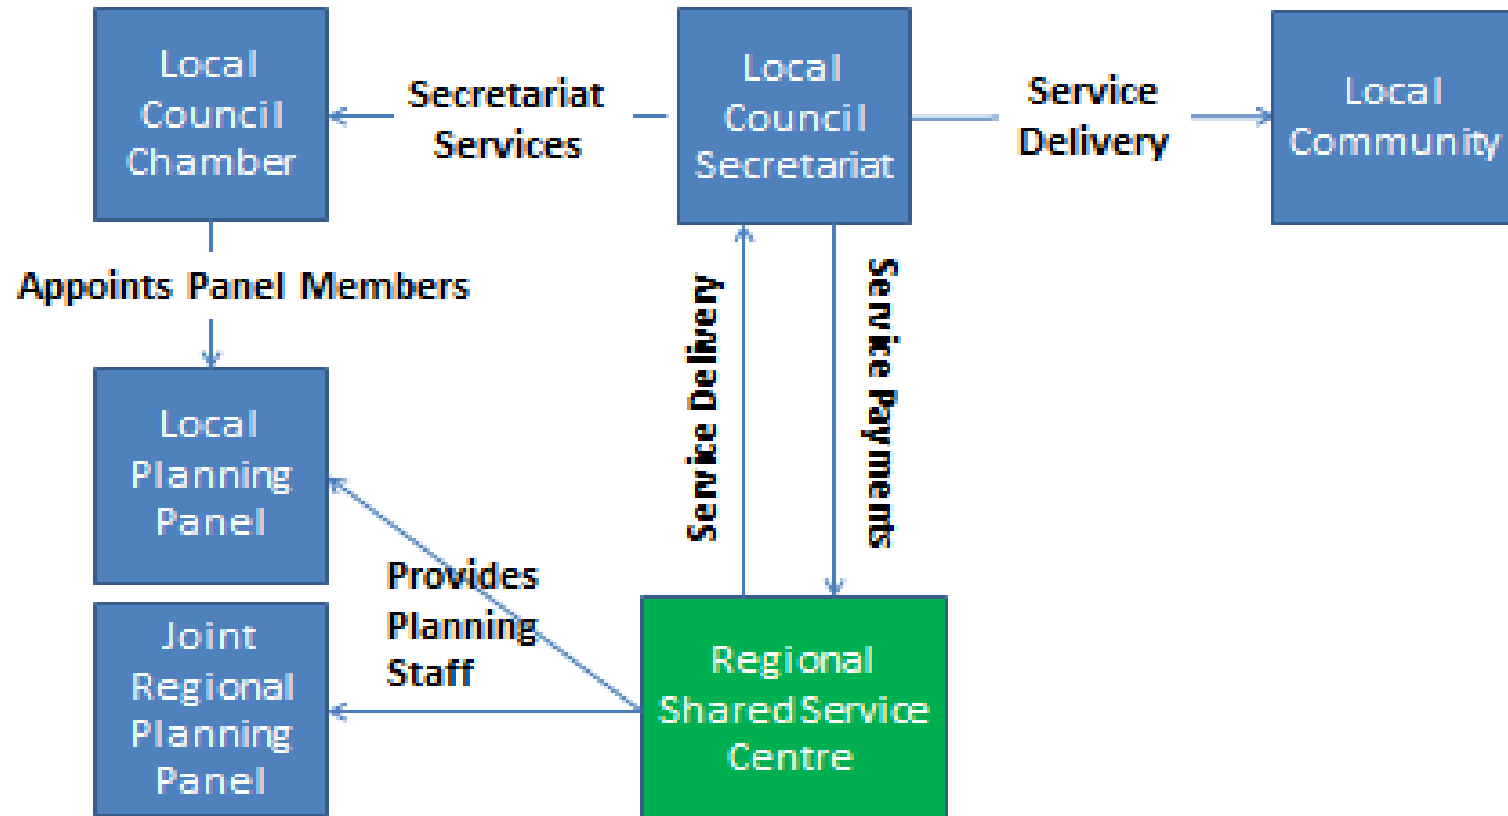 Local
Council
Chamber
Secretariat
Services
Local
Council
Secretariat
Service
Delivery
Local
Community
Appoints Panel Members
Service Delivery
Service Payments
Local
Planning
Panel
Provides
Planning
Staff
Joint
Regional
Planning
Panel
Regional
Shared Service
Centre